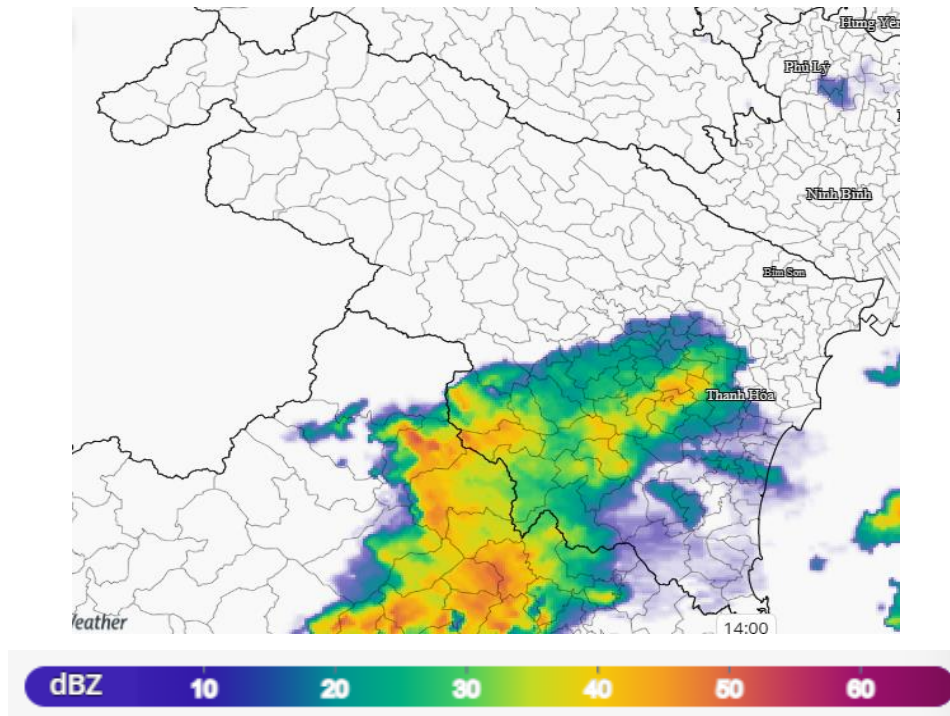 Hưng Yên
Phủ Lý
Ninh Bình
Bỉm Sơn
Thanh Hóa
eather
14:00
dBZ 10 20 30 40 50 60